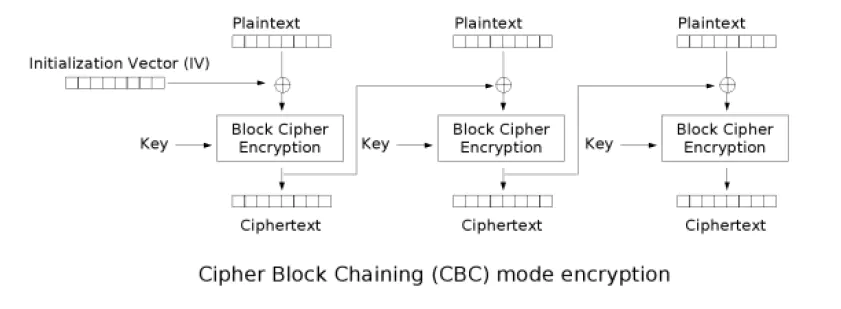 Plaintext
Plaintext
Plaintext
Initialization Vector (IV)
Key
Block Cipher
Encryption
Key
Block Cipher
Encryption
Key
Block Cipher
Encryption
Ciphertext
Ciphertext
Ciphertext
Cipher Block Chaining (CBC) mode encryption